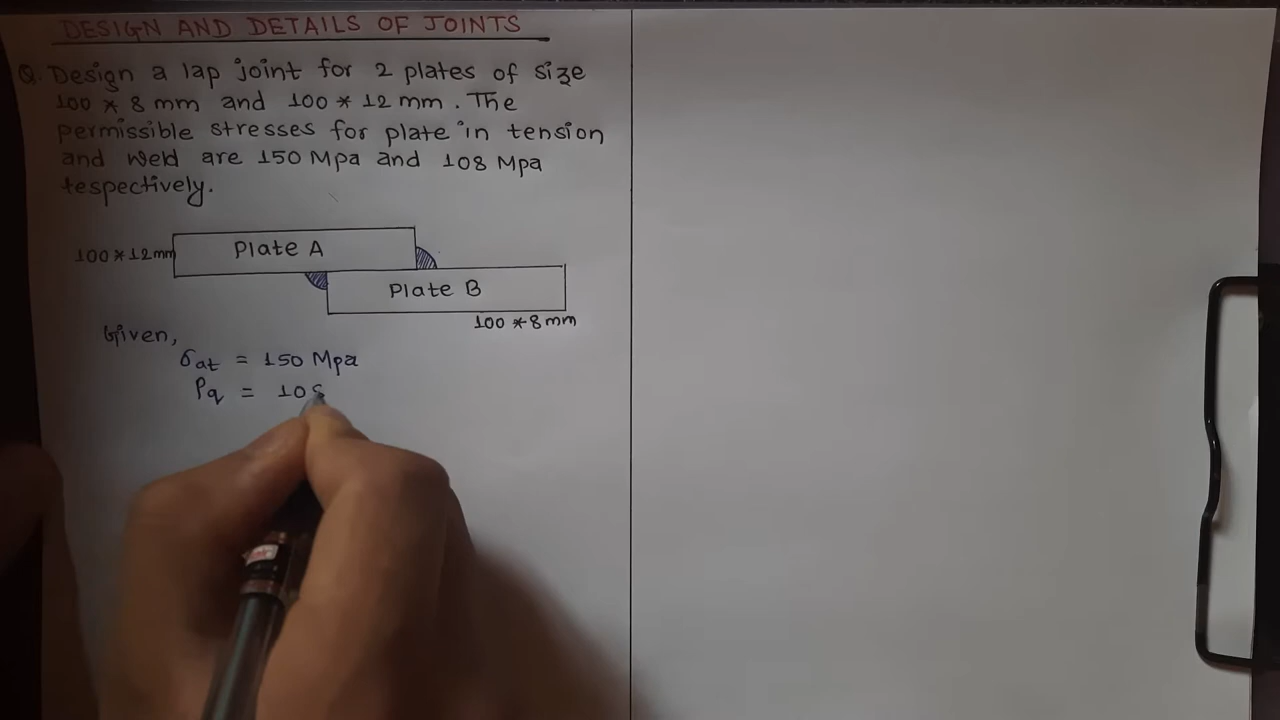 DESIGN AND DETAILS OF JOINTS
Q. Design a lap joint for 2 plates of size
100 * 8 mm and 100 * 12 mm. The
permissible stresses for plate in tension
and weld are 150 Mpa and 108 Mpa
tespectively.
100 * 12 mm
Plate A
Plate B
100 * 8 mm
Given,
σat = 150 Mpa
Pq = 108